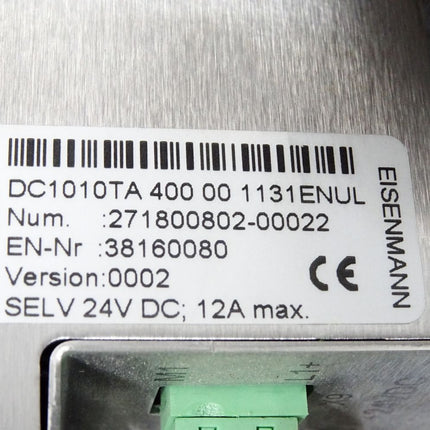 DC1010TA 400 00 1131ENUL
Num. :271800802-00022
EN-Nr :38160080
Version:0002
SELV 24V DC; 12A max.
CE
EISENMANN